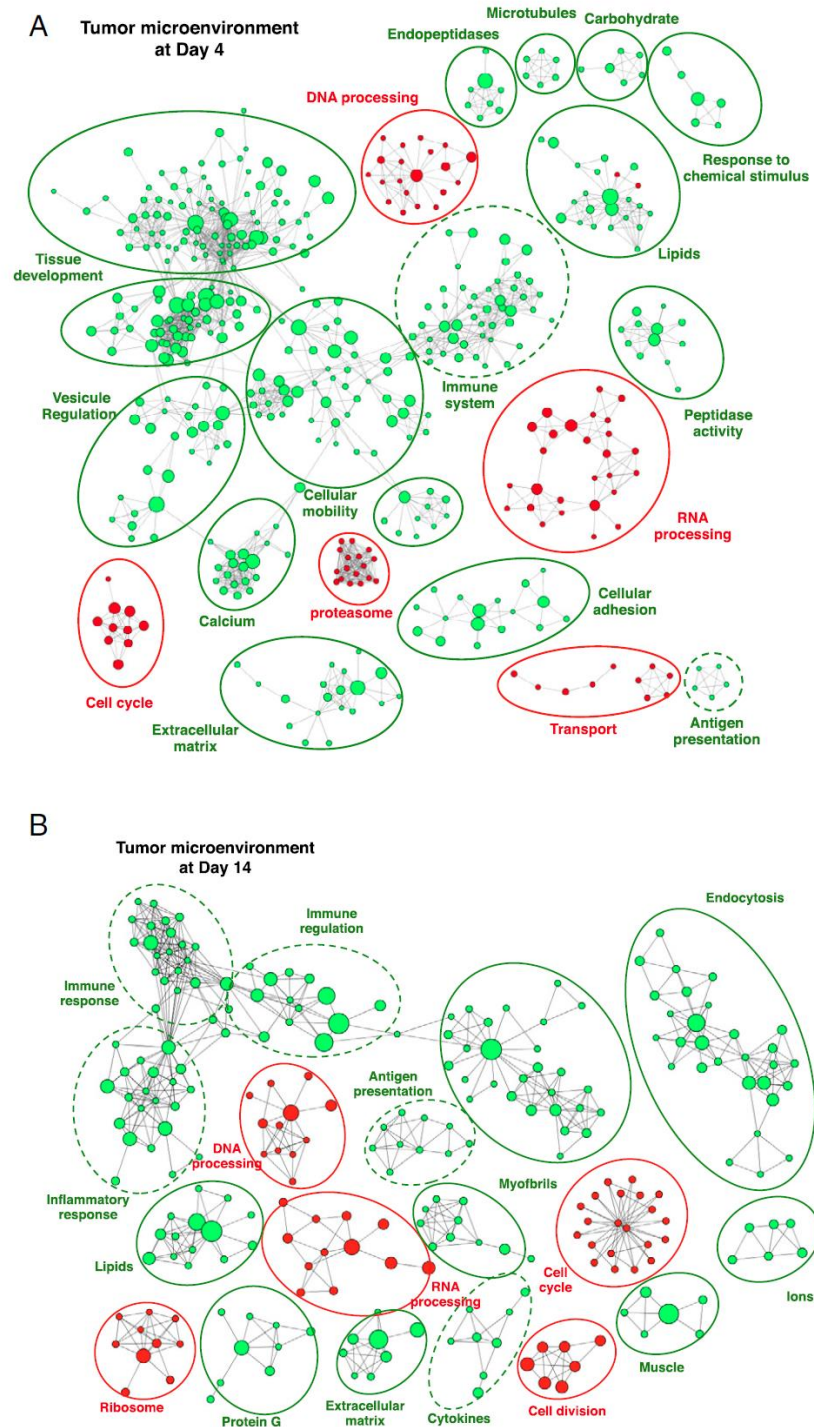 A
Tumor microenvironment
at Day 4
Microtubules
Endopeptidases
Carbohydrate
DNA processing
Response to
chemical stimulus
Tissue
development
Lipids
Vesicule
Regulation
Immune
system
Peptidase
activity
Cellular
mobility
RNA
processing
Calcium
proteasome
Cellular
adhesion
Cell cycle
Extracellular
matrix
Transport
Antigen
presentation
B
Tumor microenvironment
at Day 14
Immune
regulation
Endocytosis
Immune
response
Antigen
presentation
DNA
processing
Inflammatory
response
Myofbrils
Lipids
RNA
processing
Cell
cycle
Ions
Ribosome
Protein G
Extracellular
matrix
Cytokines
Cell division
Muscle